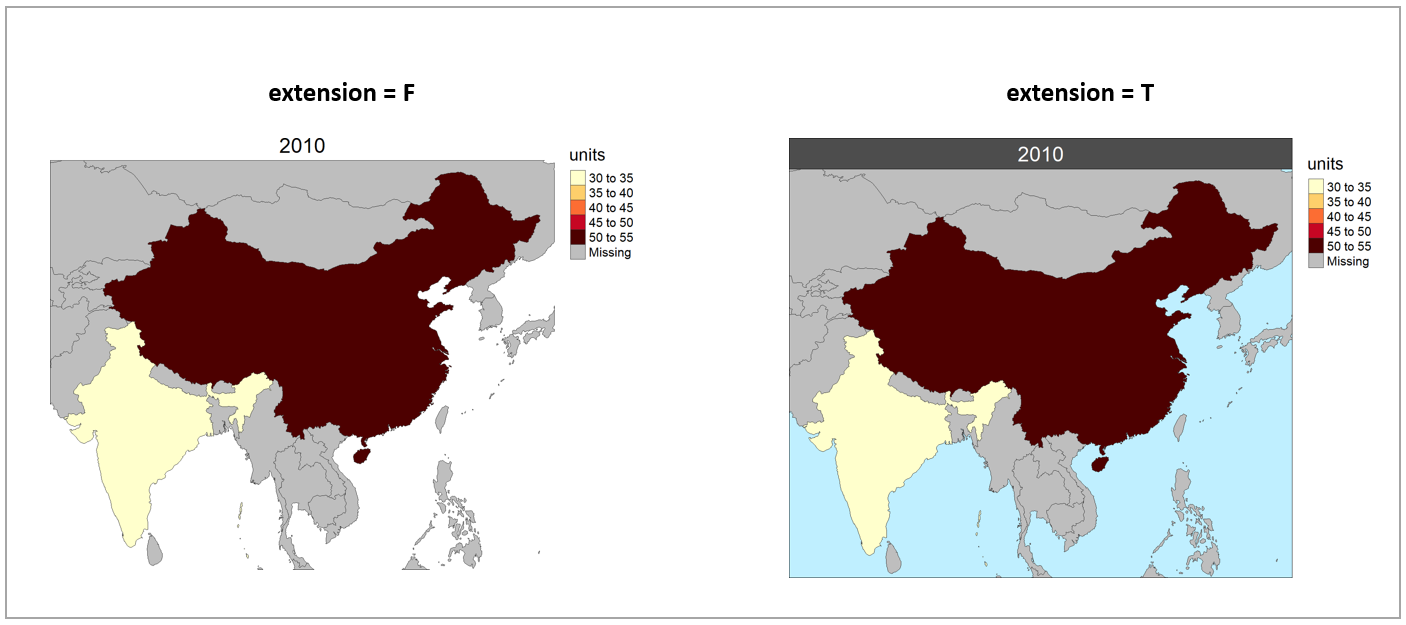 extension = F
2010
units
30 to 35
35 to 40
40 to 45
45 to 50
50 to 55
Missing
extension = T
2010
units
30 to 35
35 to 40
40 to 45
45 to 50
50 to 55
Missing